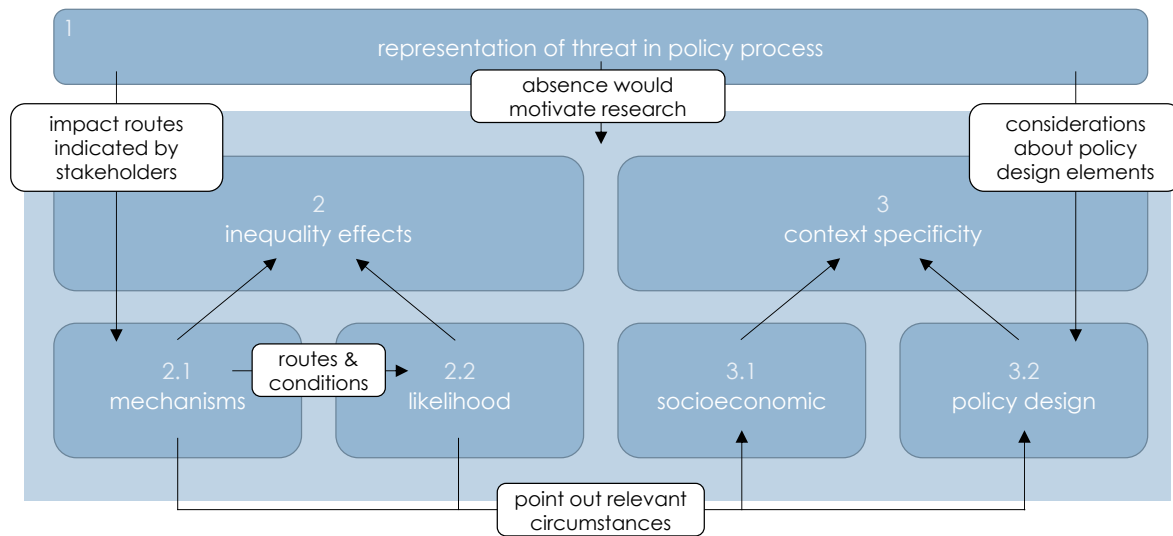 1
representation of threat in policy process
absence would
motivate research
impact routes
indicated by
stakeholders
considerations
about policy
design elements
2
inequality effects
3
context specificity
2.1
mechanisms
routes &
conditions
2.2
likelihood
3.1
socioeconomic
3.2
policy design
point out relevant
circumstances